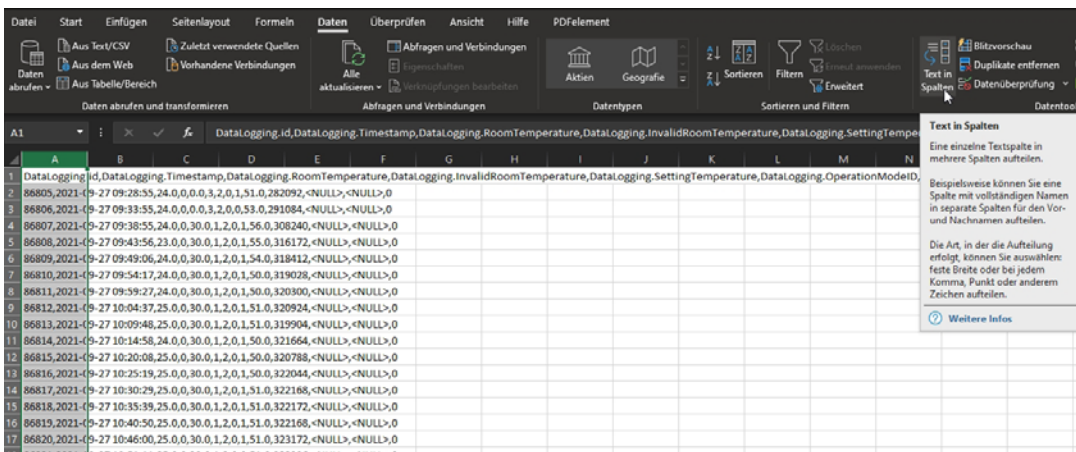 Datei Start Einfügen Seitenlayout Formeln Daten Überprüfen Ansicht Hilfe PDFelement
Daten abrufen
Aus Text/CSV
Aus dem Web
Aus Tabelle/Bereich
Zuletzt verwendete Quellen
Vorhandene Verbindungen
Daten abrufen und transformieren
Alle aktualisieren
Abfragen und Verbindungen
Eigenschaften
Verknüpfungen bearbeiten
Abfragen und Verbindungen
Aktien
Geografie
Datentypen
Sortieren
Filtern
Löschen
Erneut anwenden
Erweitert
Sortieren und Filtern
Text in Spalten
Blitzvorschau
Duplikate entfernen
Datenüberprüfung
Datentool
A1 fx DataLogging.id,DataLogging.Timestamp,DataLogging.RoomTemperature,DataLogging.InvalidRoomTemperature,DataLogging.SettingTempe
A B C D E F G H I J K L M N
1 DataLogging.id,DataLogging.Timestamp,DataLogging.RoomTemperature,DataLogging.InvalidRoomTemperature,DataLogging.SettingTemperature,DataLogging.OperationModeID,
2 86805,2021-09-27 09:28:55,24.0,0,0.0,3,2,0,1,51.0,282092,<NULL>,<NULL>,0
3 86806,2021-09-27 09:33:55,24.0,0,0.0,3,2,0,0,53.0,291084,<NULL>,<NULL>,0
4 86807,2021-09-27 09:38:55,24.0,0,30.0,1,2,0,1,56.0,308240,<NULL>,<NULL>,0
5 86808,2021-09-27 09:43:56,23.0,0,30.0,1,2,0,1,55.0,316172,<NULL>,<NULL>,0
6 86809,2021-09-27 09:49:06,24.0,0,30.0,1,2,0,1,54.0,318412,<NULL>,<NULL>,0
7 86810,2021-09-27 09:54:17,24.0,0,30.0,1,2,0,1,50.0,319028,<NULL>,<NULL>,0
8 86811,2021-09-27 09:59:27,24.0,0,30.0,1,2,0,1,50.0,320300,<NULL>,<NULL>,0
9 86812,2021-09-27 10:04:37,25.0,0,30.0,1,2,0,1,51.0,320924,<NULL>,<NULL>,0
10 86813,2021-09-27 10:09:48,25.0,0,30.0,1,2,0,1,51.0,319904,<NULL>,<NULL>,0
11 86814,2021-09-27 10:14:58,24.0,0,30.0,1,2,0,1,50.0,321664,<NULL>,<NULL>,0
12 86815,2021-09-27 10:20:08,25.0,0,30.0,1,2,0,1,50.0,320788,<NULL>,<NULL>,0
13 86816,2021-09-27 10:25:19,25.0,0,30.0,1,2,0,1,50.0,322044,<NULL>,<NULL>,0
14 86817,2021-09-27 10:30:29,25.0,0,30.0,1,2,0,1,51.0,322168,<NULL>,<NULL>,0
15 86818,2021-09-27 10:35:39,25.0,0,30.0,1,2,0,1,51.0,322172,<NULL>,<NULL>,0
16 86819,2021-09-27 10:40:50,25.0,0,30.0,1,2,0,1,51.0,322168,<NULL>,<NULL>,0
17 86820,2021-09-27 10:46:00,25.0,0,30.0,1,2,0,1,51.0,323172,<NULL>,<NULL>,0
Text in Spalten
Eine einzelne Textspalte in
mehrere Spalten aufteilen.
Beispielsweise können Sie eine
Spalte mit vollständigen Namen
in separate Spalten für den Vor-
und Nachnamen aufteilen.
Die Art, in der die Aufteilung
erfolgt, können Sie auswählen:
feste Breite oder bei jedem
Komma, Punkt oder anderem
Zeichen aufteilen.
Weitere Infos